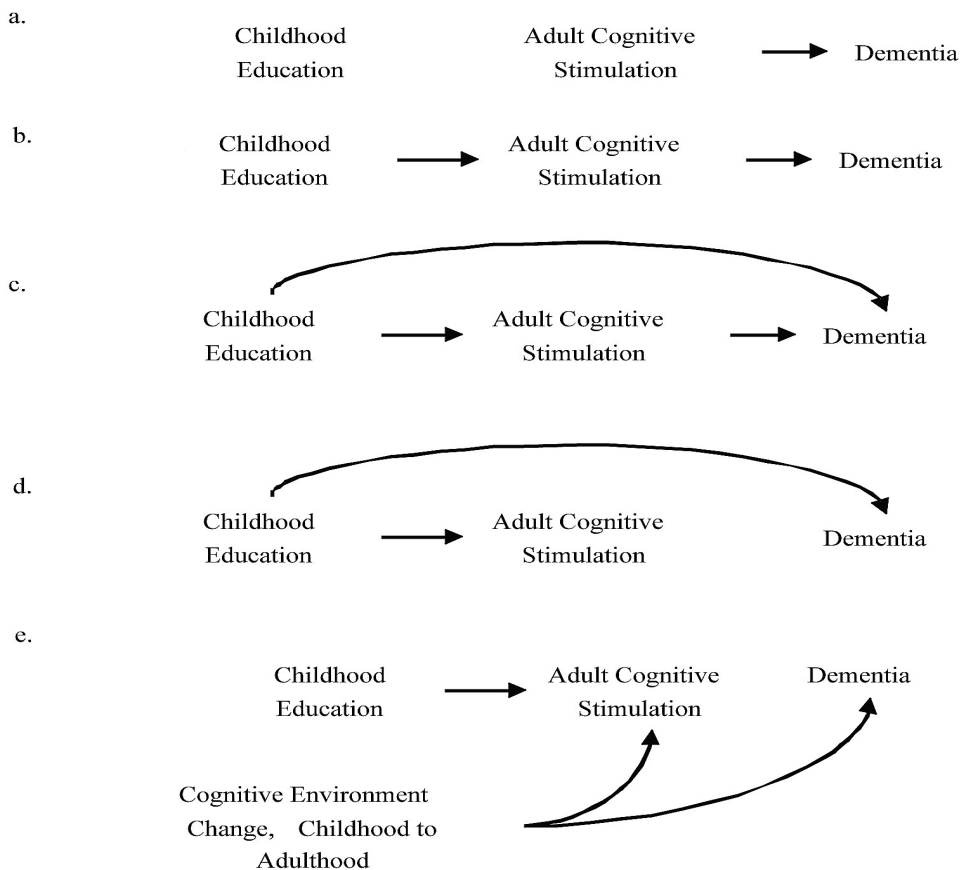 a.
Childhood
Education
Adult Cognitive
Stimulation
Dementia
b.
Childhood
Education
Adult Cognitive
Stimulation
Dementia
c.
Childhood
Education
Adult Cognitive
Stimulation
Dementia
d.
Childhood
Education
Adult Cognitive
Stimulation
Dementia
e.
Childhood
Education
Adult Cognitive
Stimulation
Dementia
Cognitive Environment
Change, Childhood to
Adulthood